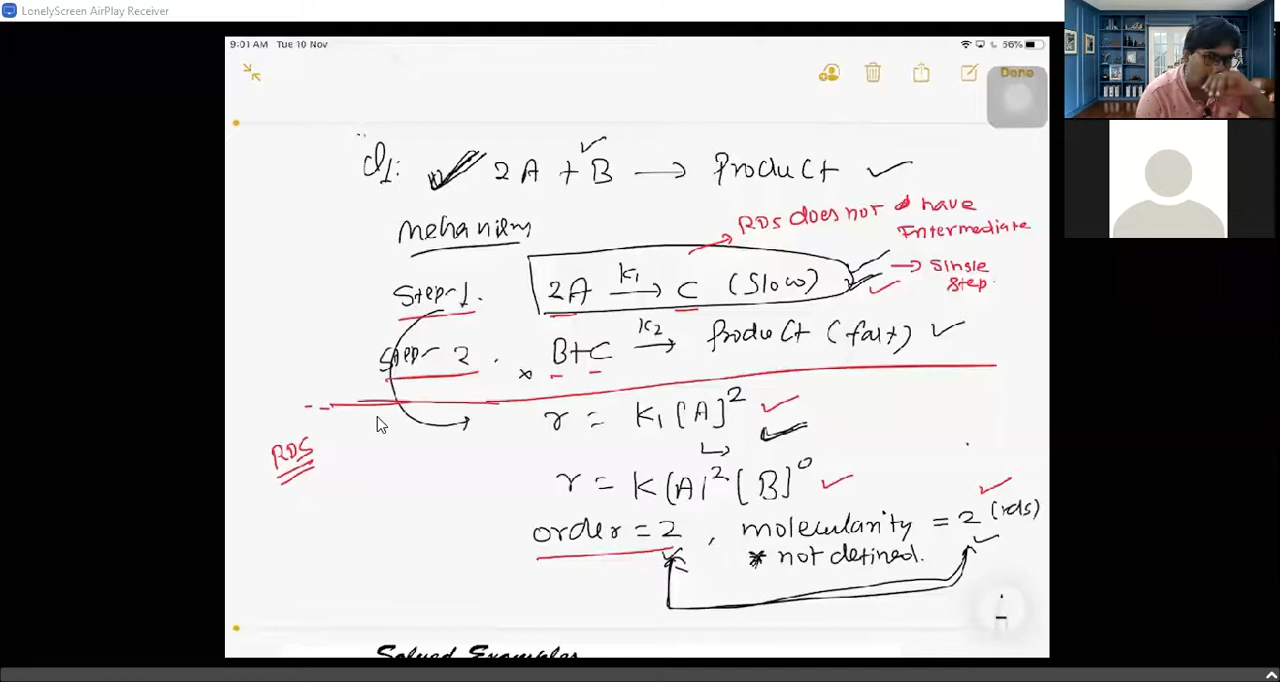 LonelyScreen AirPlay Receiver
9:01 AM Tue 10 Nov
56%
Done
2A + B → Product
RDS does not have
Intermediate
Mehanism
→ Single
Step
Step-1. 2A k1→ C (Slow)
Step-2. B+C k2→ Product (fast)
r = K1[A]²
RDS
r = K(A)²[B]⁰
order = 2, molecularity = 2 (rds)
* not defined.
Solved Examples